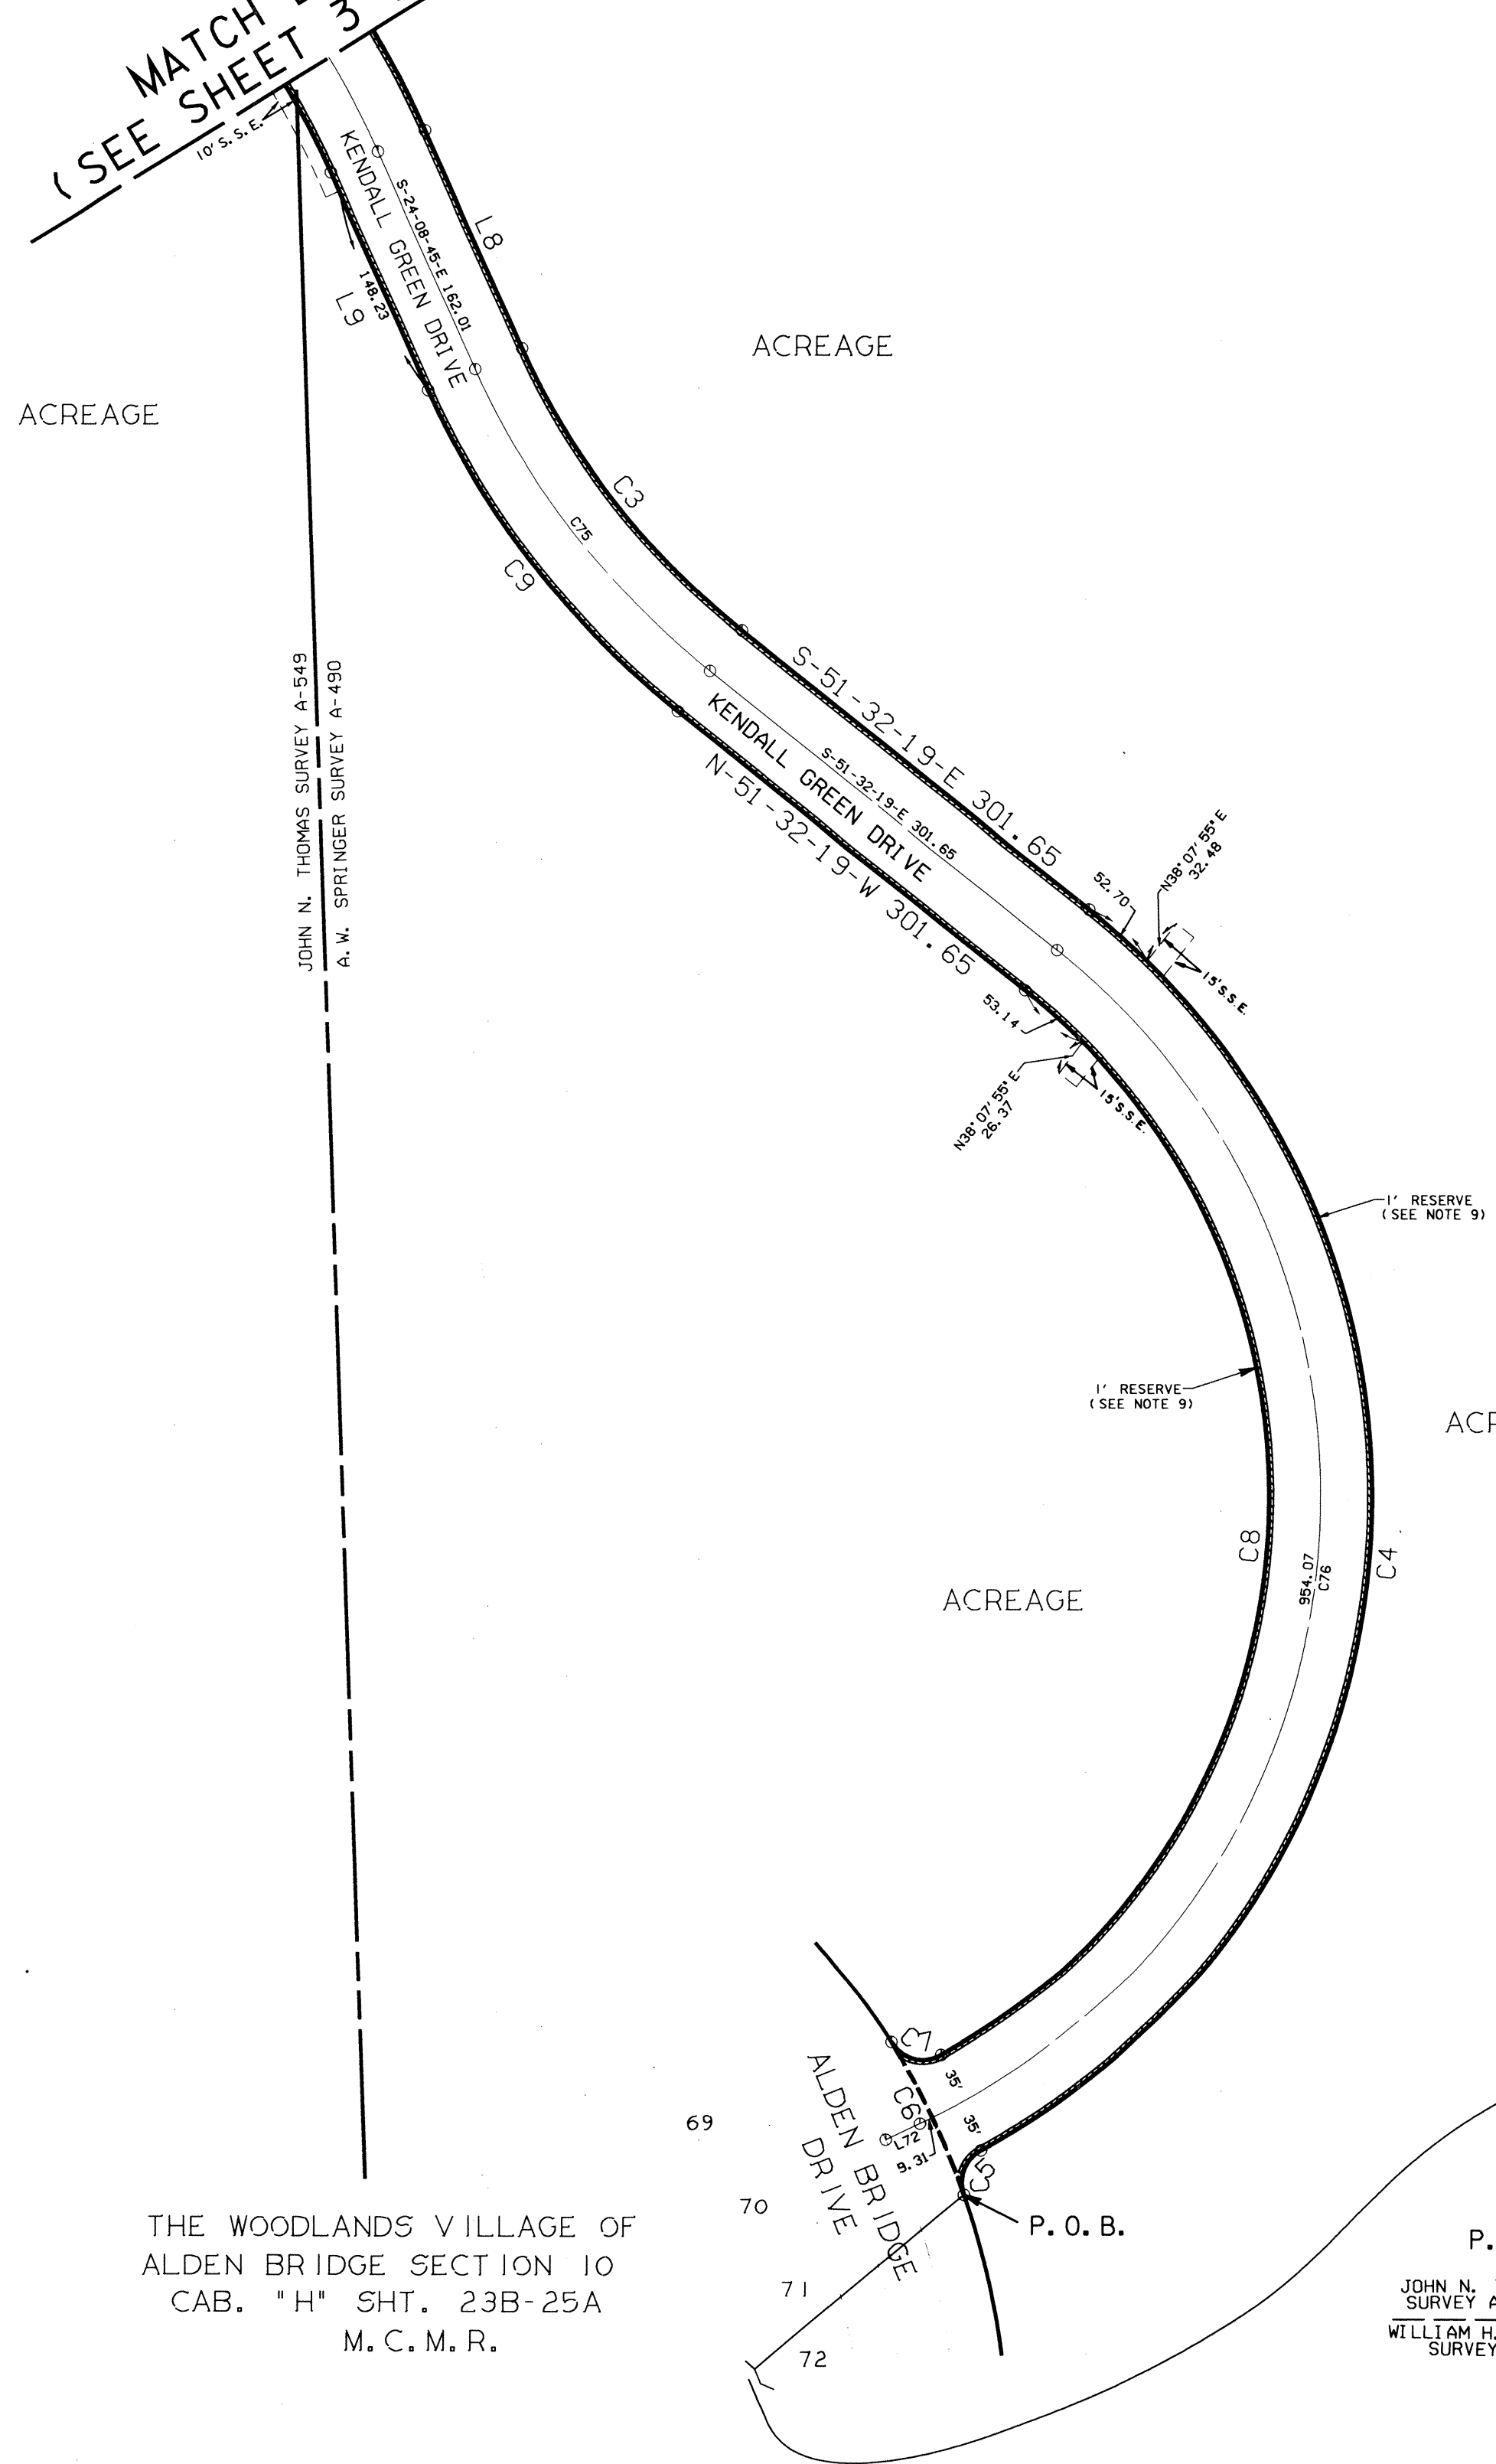 MATCH
(SEE SHEET 3
10' S. S. E.
KENDALL GREEN DRIVE
S-24-08-45-E 162.01
L8
148.23
L9
ACREAGE
ACREAGE
C3
C75
C9
JOHN N. THOMAS SURVEY A-549
A. W. SPRINGER SURVEY A-490
S-51-32-19-E 301.65
KENDALL GREEN DRIVE
S-51-32-19-E 301.65
N-51-32-19-W 301.65
52.70
N38°07'55"E
32.48
15'S.S.E.
53.14
N38°07'55"E
26.37
15'S.S.E.
1' RESERVE
(SEE NOTE 9)
1' RESERVE
(SEE NOTE 9)
C8
954.07
C76
C4
ACREAGE
C7
35'
C6
35'
L72
9.31
C5
ALDEN BRIDGE
DRIVE
69
70
71
72
P.O.B.
THE WOODLANDS VILLAGE OF
ALDEN BRIDGE SECTION 10
CAB. "H" SHT. 23B-25A
M.C.M.R.
P.
JOHN N.
SURVEY A
WILLIAM H.
SURVEY